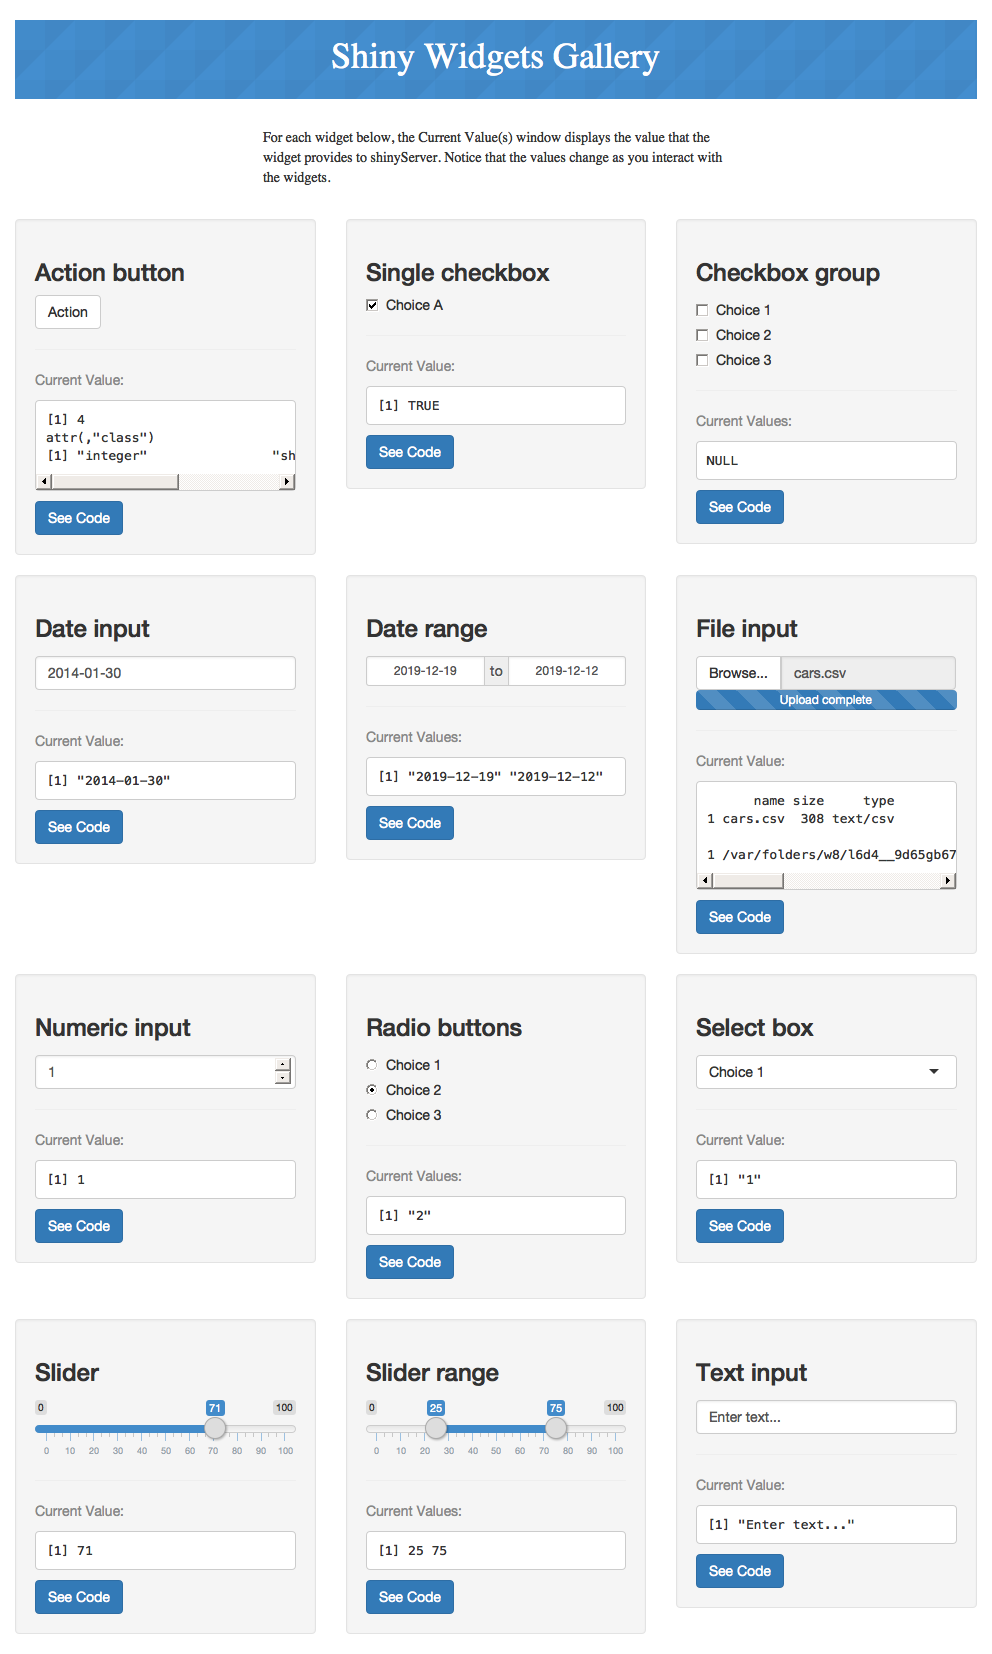 Shiny Widgets Gallery
For each widget below, the Current Value(s) window displays the value that the
widget provides to shinyServer. Notice that the values change as you interact with
the widgets.
Action button
Action
Current Value:
[1] 4
attr(,"class")
[1] "integer" "sh
See Code
Single checkbox
Choice A
Current Value:
[1] TRUE
See Code
Checkbox group
Choice 1
Choice 2
Choice 3
Current Values:
NULL
See Code
Date input
2014-01-30
Current Value:
[1] "2014-01-30"
See Code
Date range
2019-12-19 to 2019-12-12
Current Values:
[1] "2019-12-19" "2019-12-12"
See Code
File input
Browse... cars.csv
Upload complete
Current Value:
name size type
1 cars.csv 308 text/csv
1 /var/folders/w8/l6d4__9d65gb67
See Code
Numeric input
1
Current Value:
[1] 1
See Code
Radio buttons
Choice 1
Choice 2
Choice 3
Current Values:
[1] "2"
See Code
Select box
Choice 1
Current Value:
[1] "1"
See Code
Slider
0 71 100
0 10 20 30 40 50 60 70 80 90 100
Current Value:
[1] 71
See Code
Slider range
0 25 75 100
0 10 20 30 40 50 60 70 80 90 100
Current Values:
[1] 25 75
See Code
Text input
Enter text...
Current Value:
[1] "Enter text..."
See Code